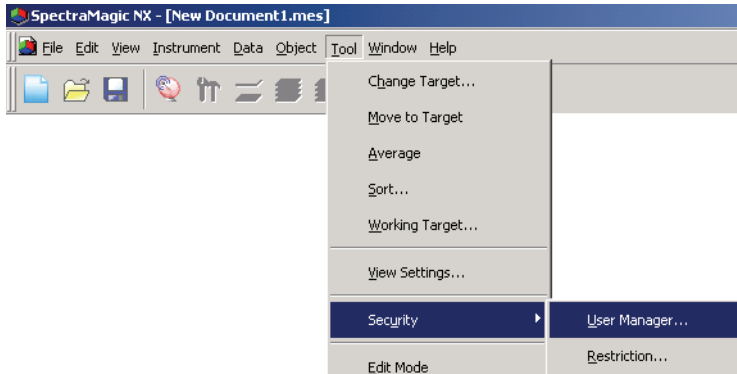 SpectraMagic NX - [New Document1.mes]
File Edit View Instrument Data Object Tool Window Help
Change Target...
Move to Target
Average
Sort...
Working Target...
View Settings...
Security User Manager...
Edit Mode Restriction...